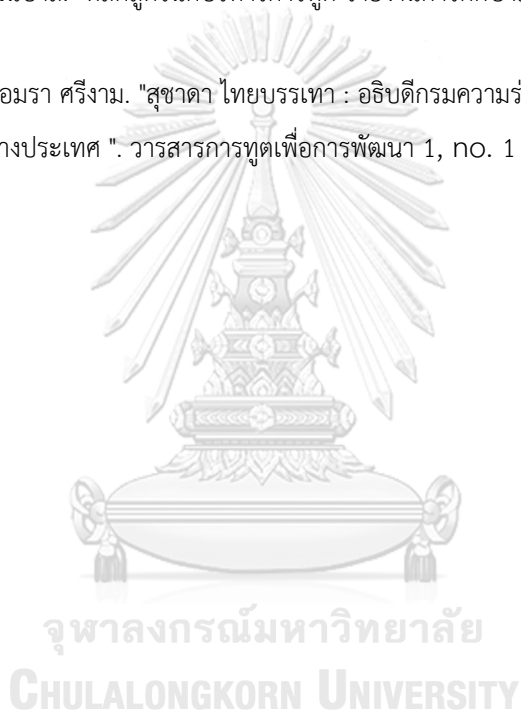 อมรา ศรีงาม. "สุชาดา ไทยบรรเทา : อธิบดีกรมความร่
างประเทศ ". วารสารการทูตเพื่อการพัฒนา 1, no. 1
จุฬาลงกรณ์มหาวิทยาลัย
CHULALONGKORN UNIVERSITY